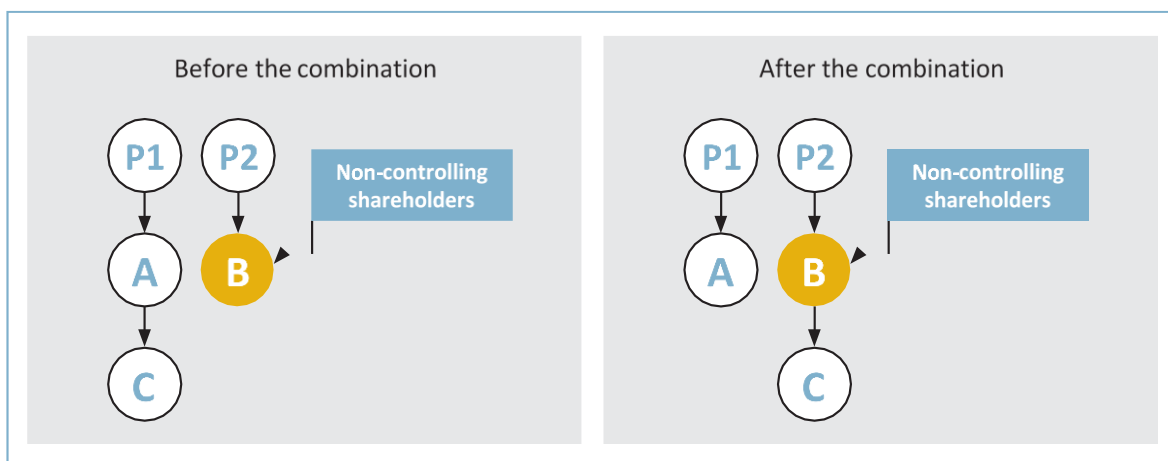 Before the combination
P1
P2
Non-controlling
shareholders
A
B
C
After the combination
P1
P2
Non-controlling
shareholders
A
B
C